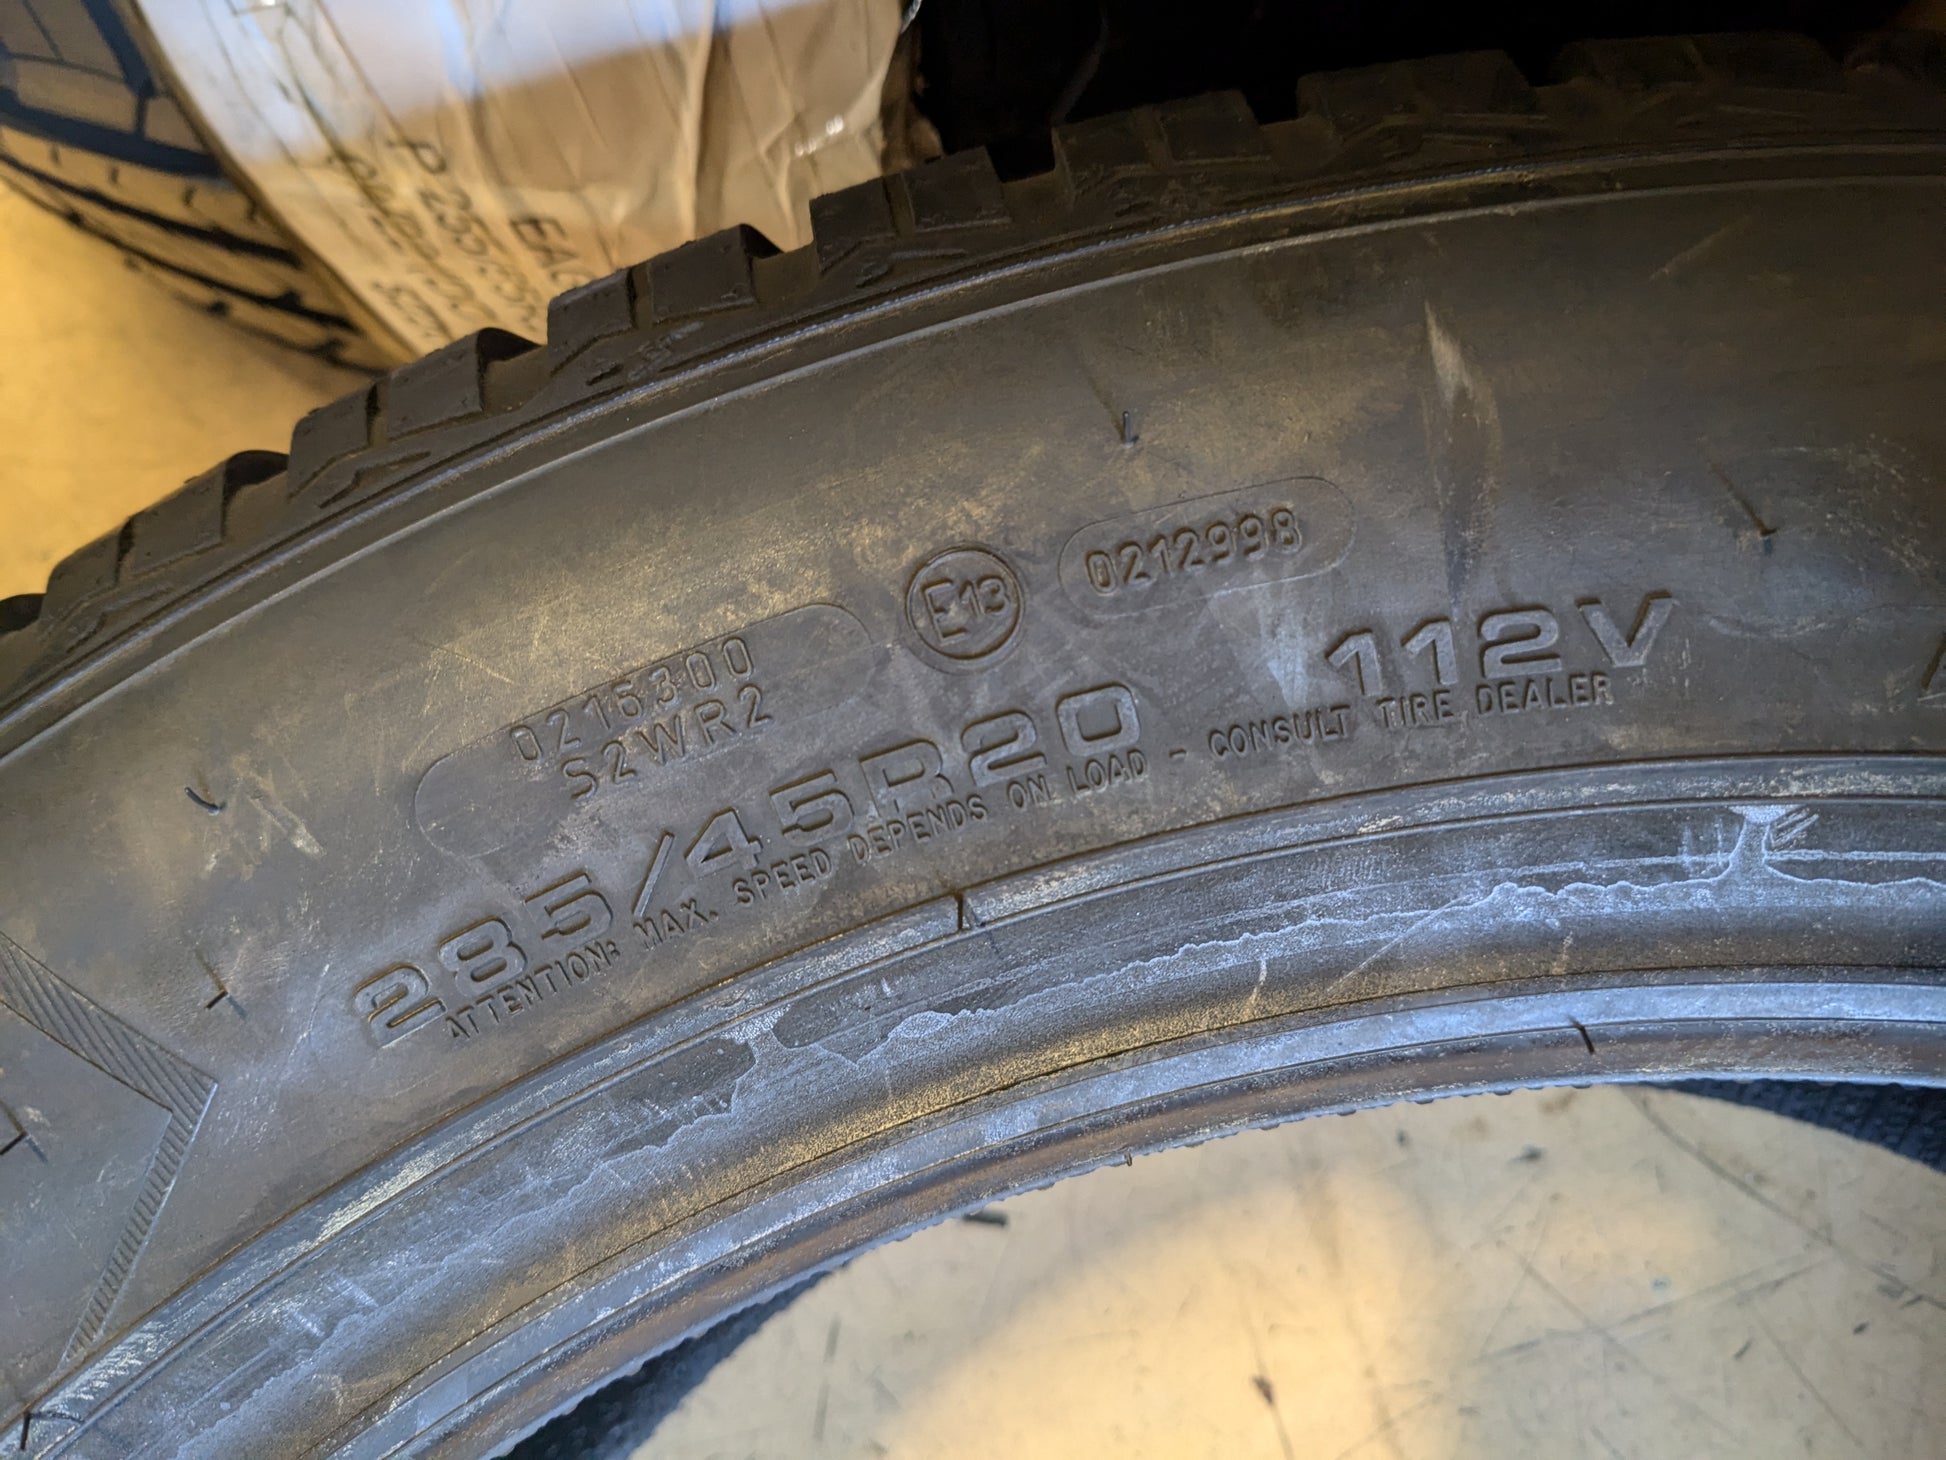 0216300
S2WR2
E13
0212998
285/45R20 112V
ATTENTION: MAX. SPEED DEPENDS ON LOAD - CONSULT TIRE DEALER